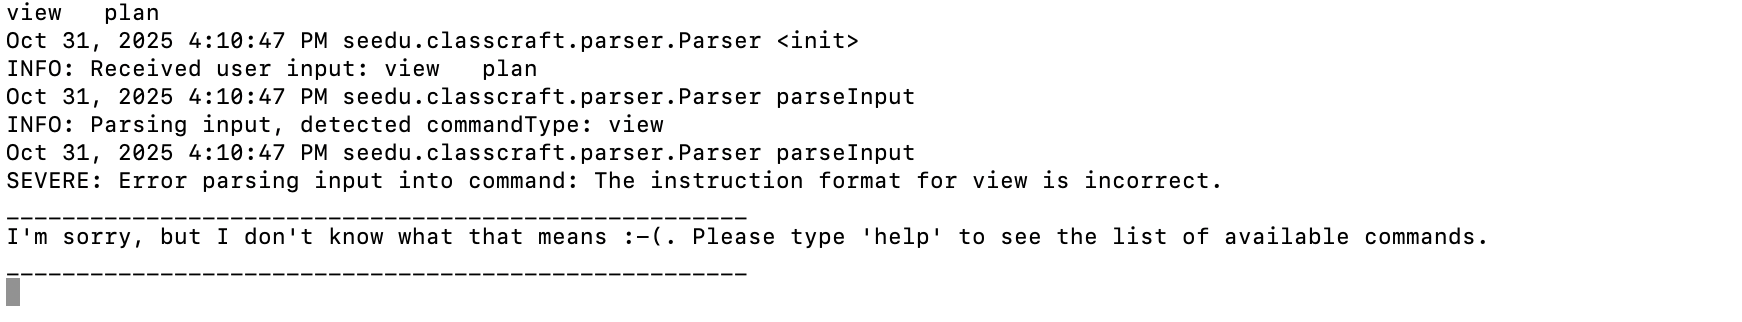 view   plan
Oct 31, 2025 4:10:47 PM seedu.classcraft.parser.Parser <init>
INFO: Received user input: view   plan
Oct 31, 2025 4:10:47 PM seedu.classcraft.parser.Parser parseInput
INFO: Parsing input, detected commandType: view
Oct 31, 2025 4:10:47 PM seedu.classcraft.parser.Parser parseInput
SEVERE: Error parsing input into command: The instruction format for view is incorrect.
_____________________________________________________
I'm sorry, but I don't know what that means :-(. Please type 'help' to see the list of available commands.
_____________________________________________________